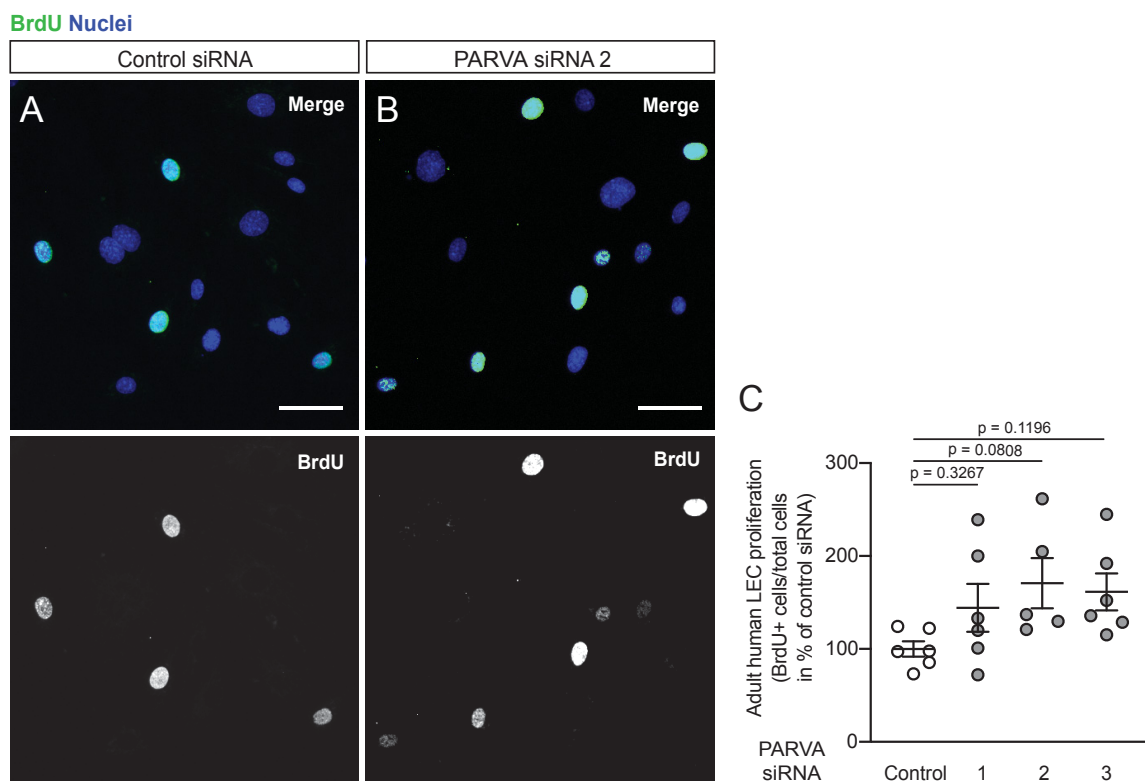 BrdU Nuclei
Control siRNA
PARVA siRNA 2
A
Merge
B
Merge
BrdU
BrdU
C
p = 0.1196
p = 0.0808
p = 0.3267
300
200
100
0
Adult human LEC proliferation
(BrdU+ cells/total cells
in % of control siRNA)
PARVA
siRNA
Control
1
2
3